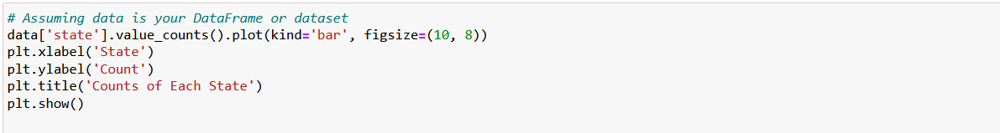 # Assuming data is your DataFrame or dataset
data['state'].value_counts().plot(kind='bar', figsize=(10, 8))
plt.xlabel('State')
plt.ylabel('Count')
plt.title('Counts of Each State')
plt.show()